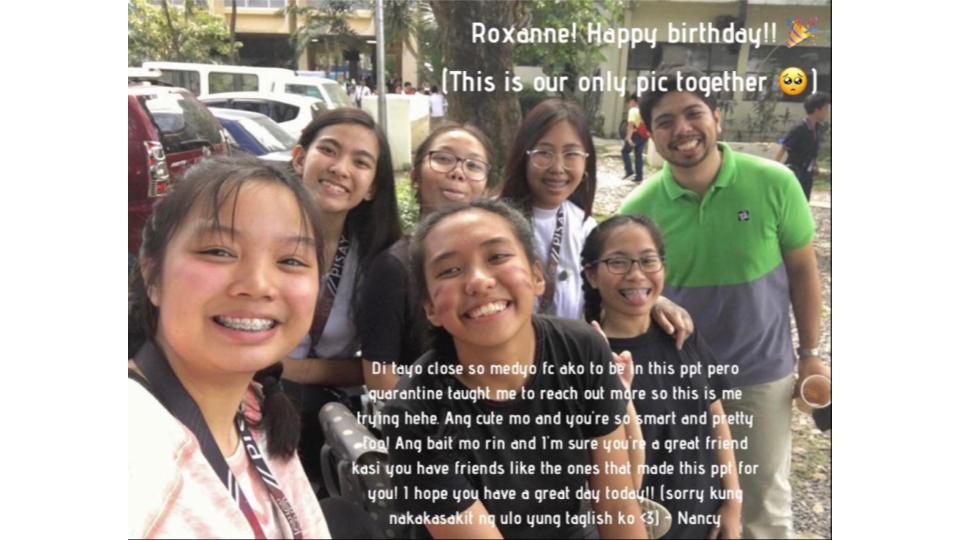 Roxanne! Happy birthday!! 🎉
(This is our only pic together 🥺)
PISAY
Di tayo close so medyo fc ako to be in this ppt pero
quarantine taught me to reach out more so this is me
trying hehe. Ang cute mo and you're so smart and pretty
too! Ang bait mo rin and I'm sure you're a great friend
kasi you have friends like the ones that made this ppt for
you! I hope you have a great day today!! (sorry kung
nakakasakit ng ulo yung taglish ko <3) - Nancy
PISAY